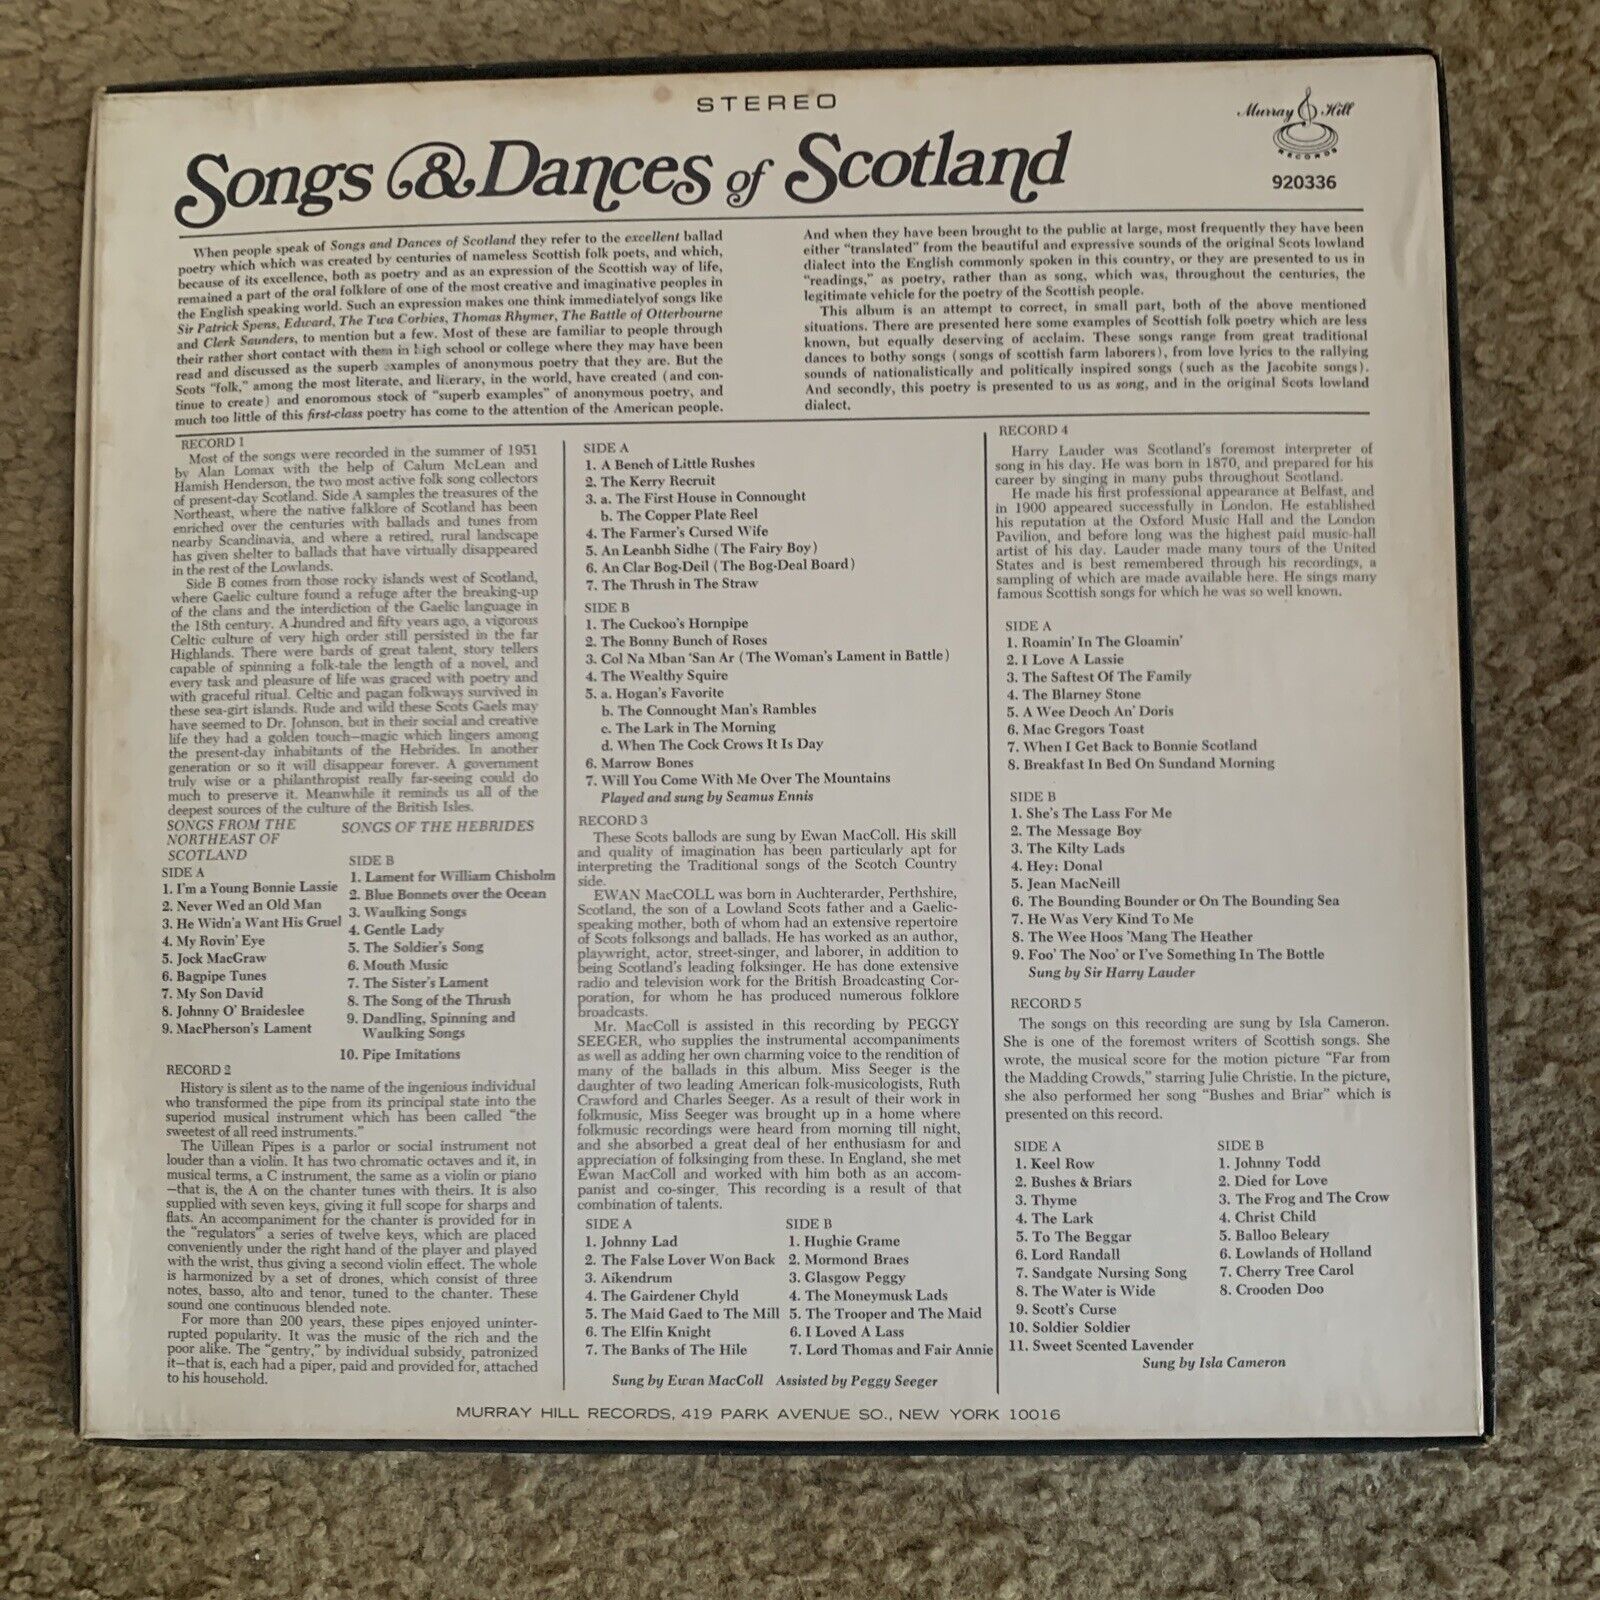 STEREO
Murray Hill
RECORDS
920336
Songs & Dances of Scotland
When people speak of Songs and Dances of Scotland they refer to the excellent ballad
poetry which which was created by centuries of nameless Scottish folk poets, and which,
because of its excellence, both as poetry and as an expression of the Scottish way of life,
remained a part of the oral folklore of one of the most creative and imaginative peoples in
the English speaking world. Such an expression makes one think immediatelyof songs like
Sir Patrick Spens, Edward, The Twa Corbies, Thomas Rhymer, The Battle of Otterbourne
and Clerk Saunders, to mention but a few. Most of these are familiar to people through
their rather short contact with them in high school or college where they may have been
read and discussed as the superb examples of anonymous poetry that they are. But the
Scots "folk," among the most literate, and literary, in the world, have created (and con-
tinue to create) and enoromous stock of "superb examples" of anonymous poetry, and
much too little of this first-class poetry has come to the attention of the American people.
And when they have been brought to the public at large, most frequently they have been
either "translated" from the beautiful and expressive sounds of the original Scots lowland
dialect into the English commonly spoken in this country, or they are presented to us in
"readings," as poetry, rather than as song, which was, throughout the centuries, the
legitimate vehicle for the poetry of the Scottish people.
This album is an attempt to correct, in small part, both of the above mentioned
situations. There are presented here some examples of Scottish folk poetry which are less
known, but equally deserving of acclaim. These songs range from great traditional
dances to bothy songs (songs of scottish farm laborers), from love lyrics to the rallying
sounds of nationalistically and politically inspired songs (such as the Jacobite songs).
And secondly, this poetry is presented to us as song, and in the original Scots lowland
dialect.
RECORD 1
Most of the songs were recorded in the summer of 1951
by Alan Lomax with the help of Calum McLean and
Hamish Henderson, the two most active folk song collectors
of present-day Scotland. Side A samples the treasures of the
Northeast, where the native falklore of Scotland has been
enriched over the centuries with ballads and tunes from
nearby Scandinavia, and where a retired, rural landscape
has given shelter to ballads that have virtually disappeared
in the rest of the Lowlands.
Side B comes from those rocky islands west of Scotland,
where Gaelic culture found a refuge after the breaking-up
of the clans and the interdiction of the Gaelic language in
the 18th century. A hundred and fifty years ago, a vigorous
Celtic culture of very high order still persisted in the far
Highlands. There were bards of great talent, story tellers
capable of spinning a folk-tale the length of a novel, and
every task and pleasure of life was graced with poetry and
with graceful ritual. Celtic and pagan folkways survived in
these sea-girt islands. Rude and wild these Scots Gaels may
have seemed to Dr. Johnson, but in their social and creative
life they had a golden touch—magic which lingers among
the present-day inhabitants of the Hebrides. In another
generation or so it will disappear forever. A government
truly wise or a philanthropist really far-seeing could do
much to preserve it. Meanwhile it reminds us all of the
deepest sources of the culture of the British Isles.
SONGS FROM THE
NORTHEAST OF
SCOTLAND
SIDE A
1. I'm a Young Bonnie Lassie
2. Never Wed an Old Man
3. He Widn'a Want His Gruel
4. My Rovin' Eye
5. Jock MacGraw
6. Bagpipe Tunes
7. My Son David
8. Johnny O' Braideslee
9. MacPherson's Lament
SONGS OF THE HEBRIDES
SIDE B
1. Lament for William Chisholm
2. Blue Bonnets over the Ocean
3. Waulking Songs
4. Gentle Lady
5. The Soldier's Song
6. Mouth Music
7. The Sister's Lament
8. The Song of the Thrush
9. Dandling, Spinning and
Waulking Songs
10. Pipe Imitations
RECORD 2
History is silent as to the name of the ingenious individual
who transformed the pipe from its principal state into the
superiod musical instrument which has been called "the
sweetest of all reed instruments."
The Uillean Pipes is a parlor or social instrument not
louder than a violin. It has two chromatic octaves and it, in
musical terms, a C instrument, the same as a violin or piano
—that is, the A on the chanter tunes with theirs. It is also
supplied with seven keys, giving it full scope for sharps and
flats. An accompaniment for the chanter is provided for in
the "regulators" a series of twelve keys, which are placed
conveniently under the right hand of the player and played
with the wrist, thus giving a second violin effect. The whole
is harmonized by a set of drones, which consist of three
notes, basso, alto and tenor, tuned to the chanter. These
sound one continuous blended note.
For more than 200 years, these pipes enjoyed uninter-
rupted popularity. It was the music of the rich and the
poor alike. The "gentry," by individual subsidy, patronized
it—that is, each had a piper, paid and provided for, attached
to his household.
SIDE A
1. A Bench of Little Rushes
2. The Kerry Recruit
3. a. The First House in Connought
b. The Copper Plate Reel
4. The Farmer's Cursed Wife
5. An Leanbh Sidhe (The Fairy Boy)
6. An Clar Bog-Deil (The Bog-Deal Board)
7. The Thrush in The Straw
SIDE B
1. The Cuckoo's Hornpipe
2. The Bonny Bunch of Roses
3. Col Na Mban 'San Ar (The Woman's Lament in Battle)
4. The Wealthy Squire
5. a. Hogan's Favorite
b. The Connought Man's Rambles
c. The Lark in The Morning
d. When The Cock Crows It Is Day
6. Marrow Bones
7. Will You Come With Me Over The Mountains
Played and sung by Seamus Ennis
RECORD 3
These Scots ballods are sung by Ewan MacColl. His skill
and quality of imagination has been particularly apt for
interpreting the Traditional songs of the Scotch Country
side.
EWAN MacCOLL was born in Auchterarder, Perthshire,
Scotland, the son of a Lowland Scots father and a Gaelic-
speaking mother, both of whom had an extensive repertoire
of Scots folksongs and ballads. He has worked as an author,
playwright, actor, street-singer, and laborer, in addition to
being Scotland's leading folksinger. He has done extensive
radio and television work for the British Broadcasting Cor-
poration, for whom he has produced numerous folklore
broadcasts.
Mr. MacColl is assisted in this recording by PEGGY
SEEGER, who supplies the instrumental accompaniments
as well as adding her own charming voice to the rendition of
many of the ballads in this album. Miss Seeger is the
daughter of two leading American folk-musicologists, Ruth
Crawford and Charles Seeger. As a result of their work in
folkmusic, Miss Seeger was brought up in a home where
folkmusic recordings were heard from morning till night,
and she absorbed a great deal of her enthusiasm for and
appreciation of folksinging from these. In England, she met
Ewan MacColl and worked with him both as an accom-
panist and co-singer. This recording is a result of that
combination of talents.
SIDE A
1. Johnny Lad
2. The False Lover Won Back
3. Aikendrum
4. The Gairdener Chyld
5. The Maid Gaed to The Mill
6. The Elfin Knight
7. The Banks of The Hile
SIDE B
1. Hughie Grame
2. Mormond Braes
3. Glasgow Peggy
4. The Moneymusk Lads
5. The Trooper and The Maid
6. I Loved A Lass
7. Lord Thomas and Fair Annie
Sung by Ewan MacColl Assisted by Peggy Seeger
RECORD 4
Harry Lauder was Scotland's foremost interpreter of
song in his day. He was born in 1870, and prepared for his
career by singing in many pubs throughout Scotland.
He made his first professional appearance at Belfast, and
in 1900 appeared successfully in London. He established
his reputation at the Oxford Music Hall and the London
Pavilion, and before long was the highest paid music-hall
artist of his day. Lauder made many tours of the United
States and is best remembered through his recordings, a
sampling of which are made available here. He sings many
famous Scottish songs for which he was so well known.
SIDE A
1. Roamin' In The Gloamin'
2. I Love A Lassie
3. The Saftest Of The Family
4. The Blarney Stone
5. A Wee Deoch An' Doris
6. Mac Gregors Toast
7. When I Get Back to Bonnie Scotland
8. Breakfast In Bed On Sundand Morning
SIDE B
1. She's The Lass For Me
2. The Message Boy
3. The Kilty Lads
4. Hey: Donal
5. Jean MacNeill
6. The Bounding Bounder or On The Bounding Sea
7. He Was Very Kind To Me
8. The Wee Hoos 'Mang The Heather
9. Foo' The Noo' or I've Something In The Bottle
Sung by Sir Harry Lauder
RECORD 5
The songs on this recording are sung by Isla Cameron.
She is one of the foremost writers of Scottish songs. She
wrote, the musical score for the motion picture "Far from
the Madding Crowds," starring Julie Christie. In the picture,
she also performed her song "Bushes and Briar" which is
presented on this record.
SIDE A
1. Keel Row
2. Bushes & Briars
3. Thyme
4. The Lark
5. To The Beggar
6. Lord Randall
7. Sandgate Nursing Song
8. The Water is Wide
9. Scott's Curse
10. Soldier Soldier
11. Sweet Scented Lavender
SIDE B
1. Johnny Todd
2. Died for Love
3. The Frog and The Crow
4. Christ Child
5. Balloo Beleary
6. Lowlands of Holland
7. Cherry Tree Carol
8. Crooden Doo
Sung by Isla Cameron
MURRAY HILL RECORDS, 419 PARK AVENUE SO., NEW YORK 10016